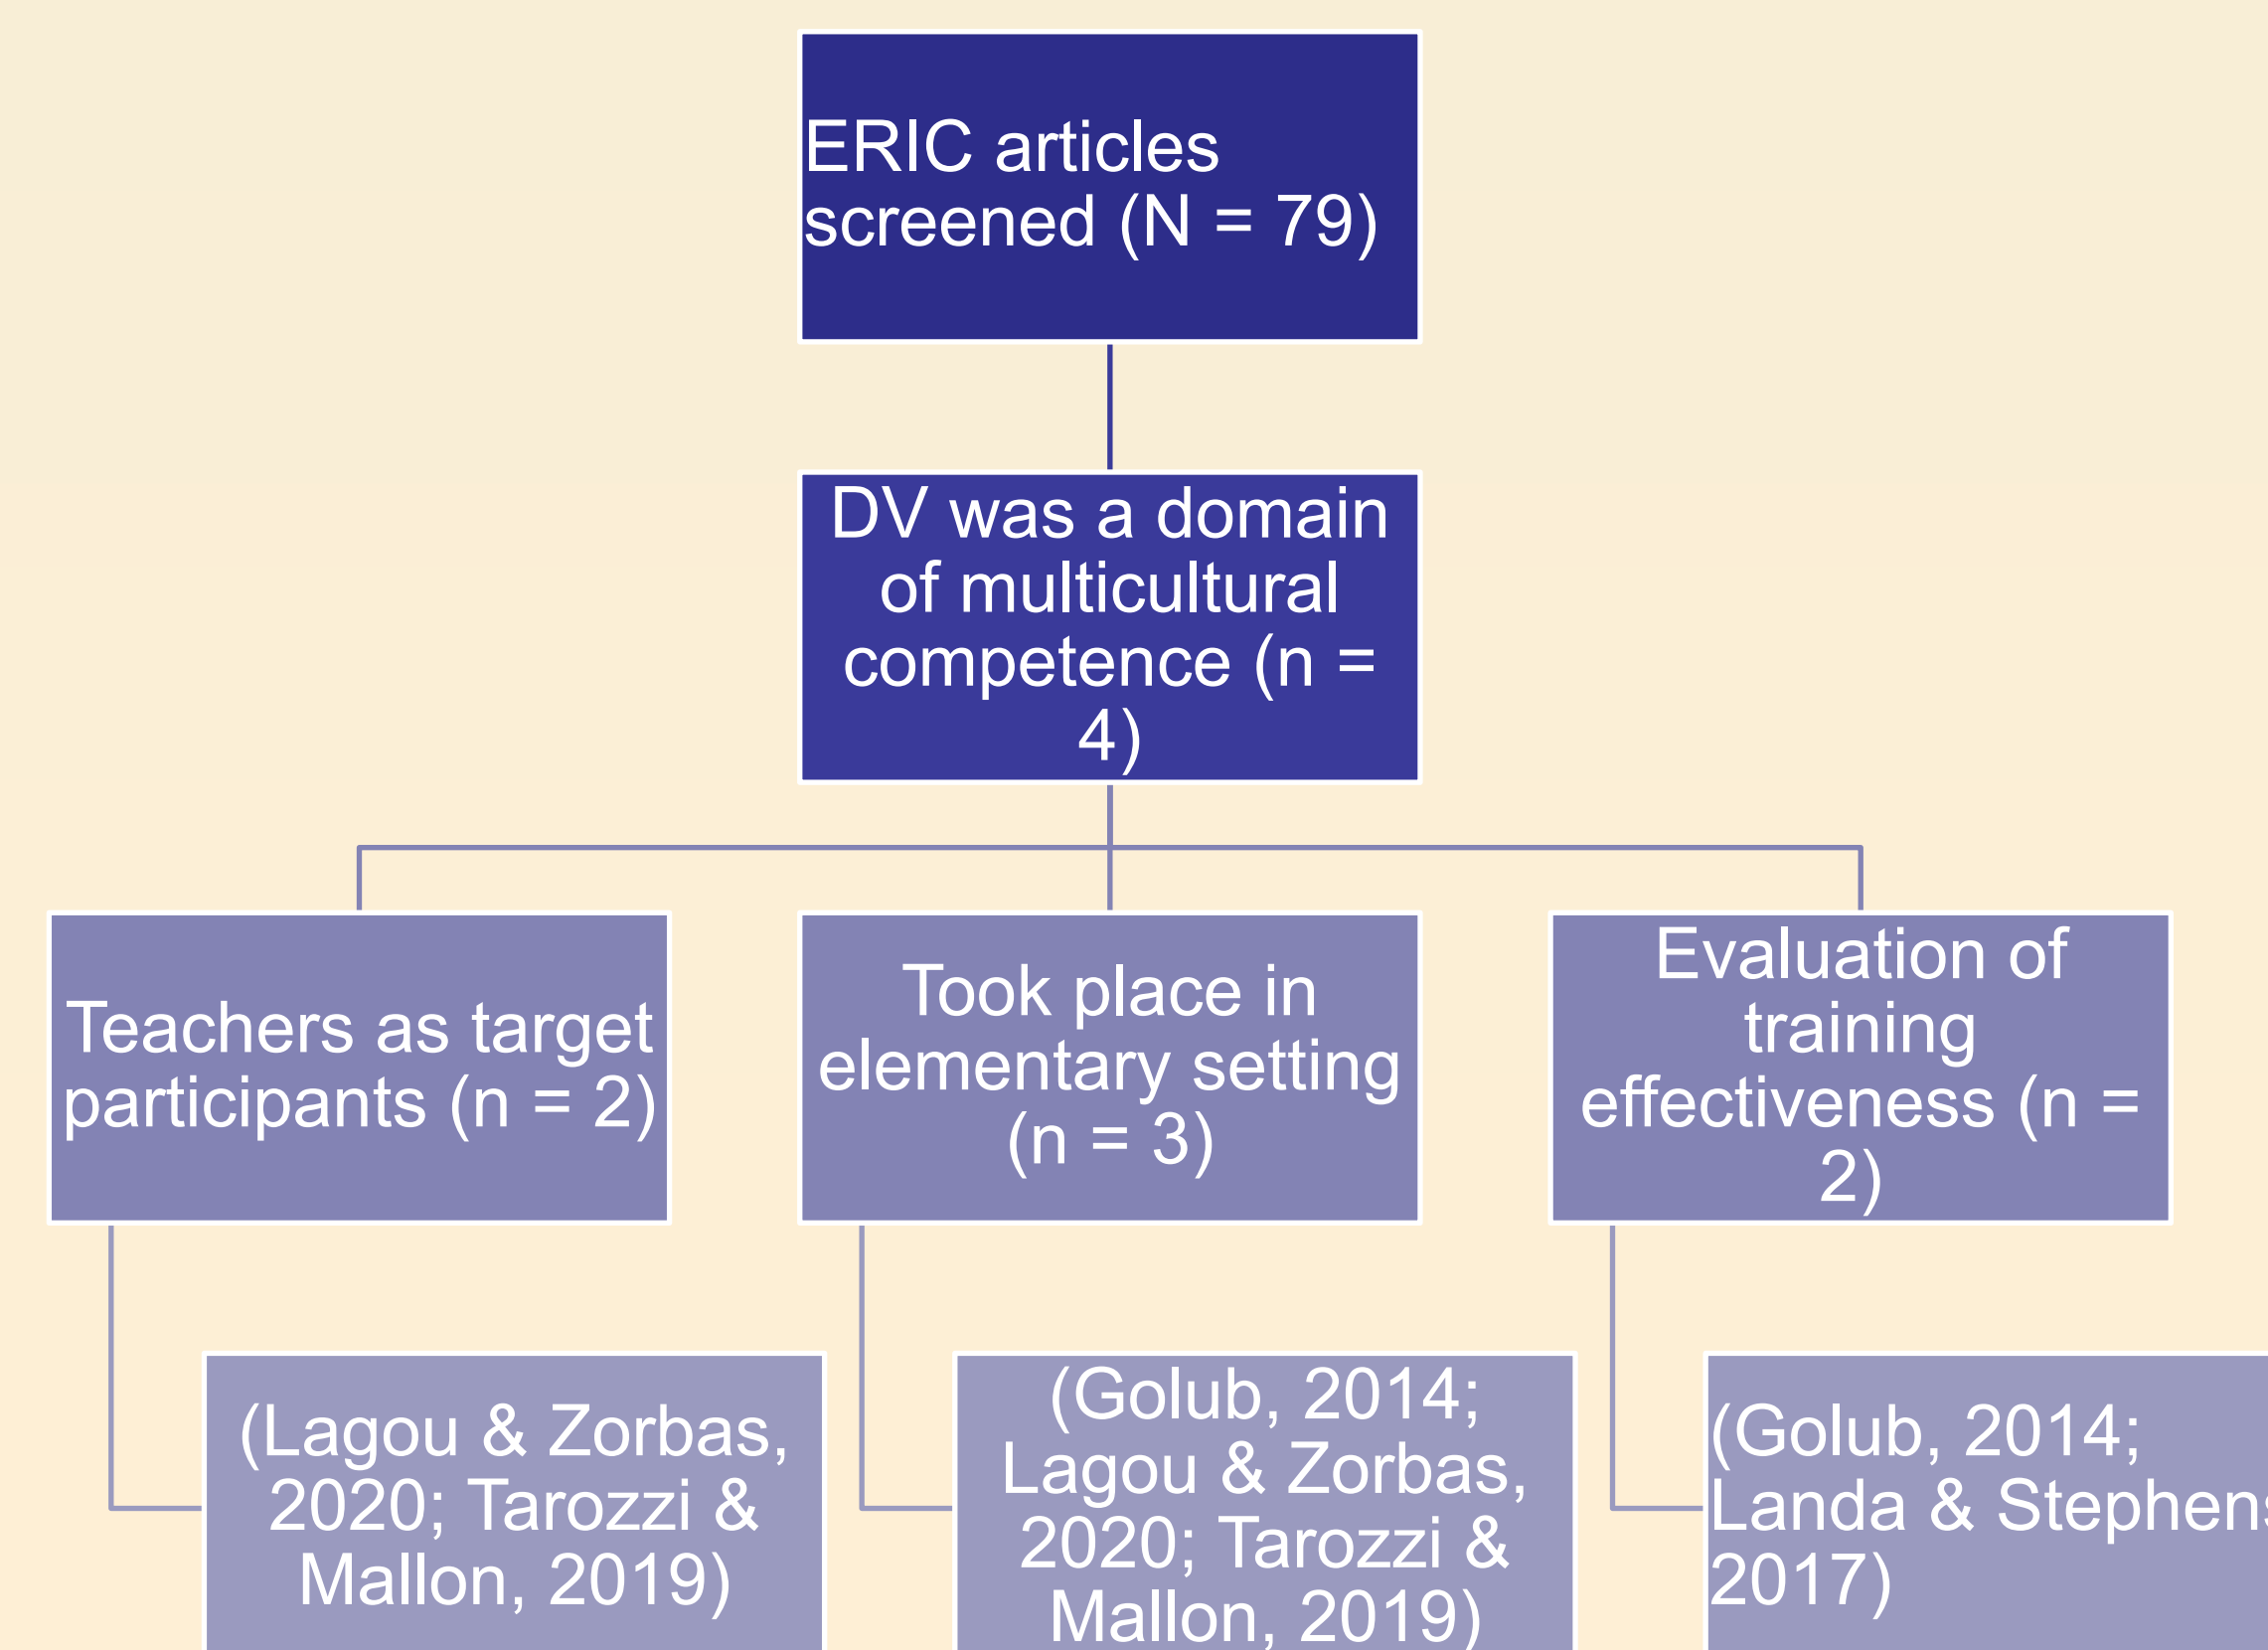 ERIC articles
screened (N = 79)
DV was a domain
of multicultural
competence (n =
4)
Teachers as target
participants (n = 2)
Took place in
elementary setting
(n = 3)
Evaluation of
training
effectiveness (n =
2)
(Lagou & Zorbas,
2020; Tarozzi &
Mallon, 2019)
(Golub, 2014;
Lagou & Zorbas,
2020; Tarozzi &
Mallon, 2019)
(Golub, 2014;
Landa & Stephens
2017)